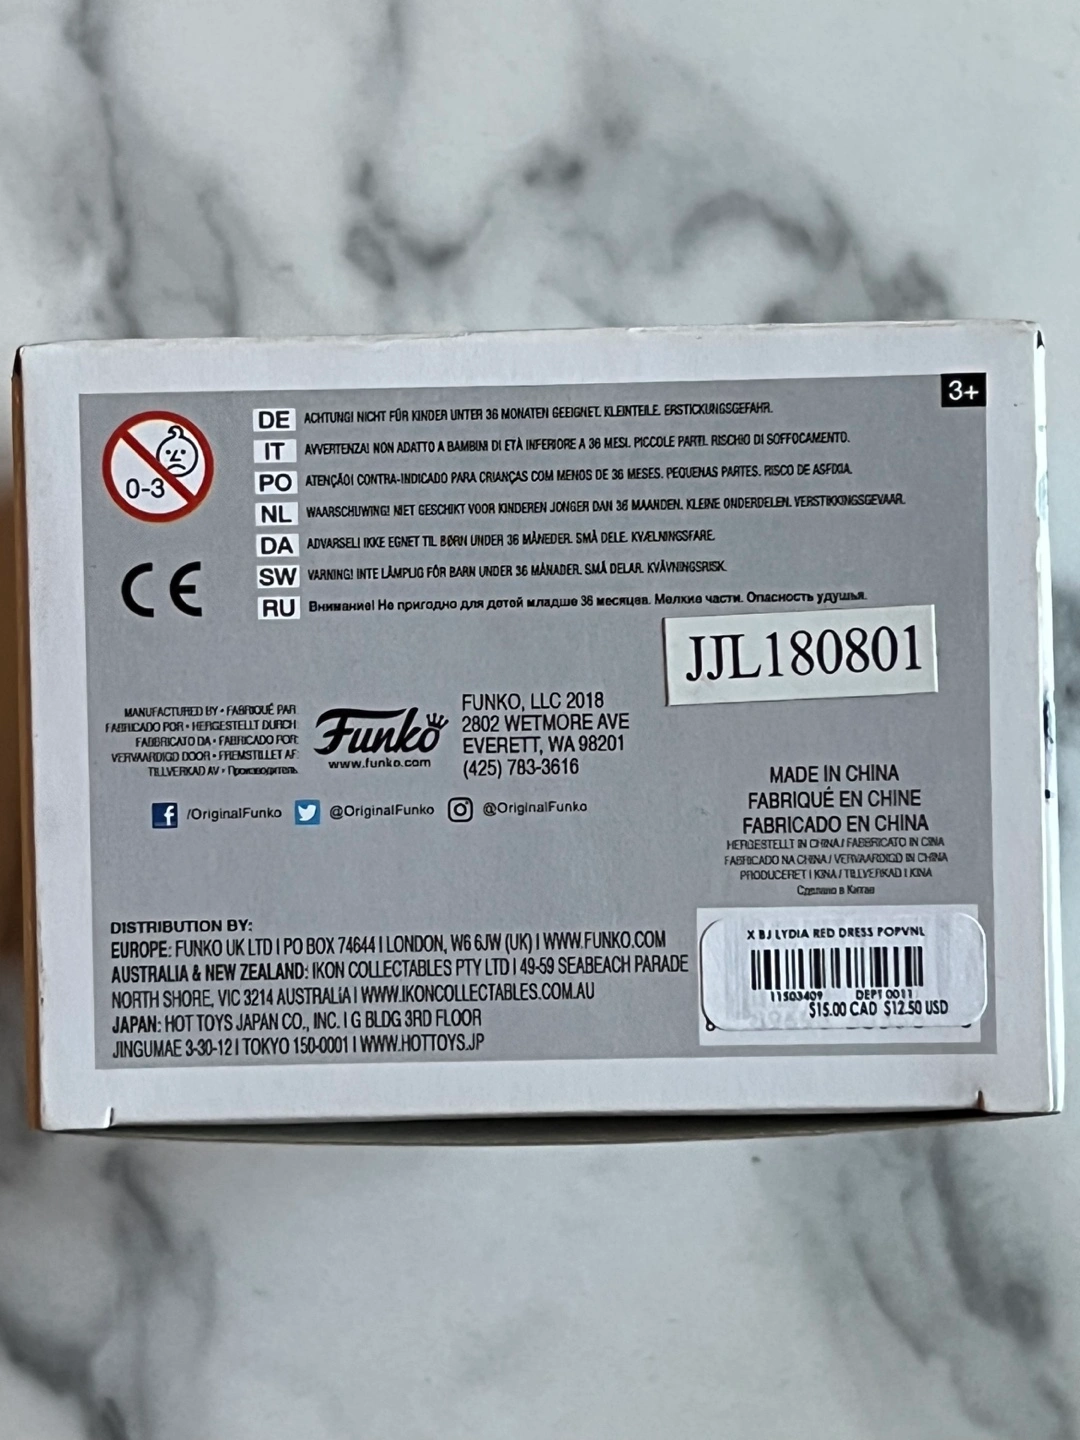 3+
0-3
DE ACHTUNG! NICHT FÜR KINDER UNTER 36 MONATEN GEEIGNET. KLEINTEILE. ERSTICKUNGSGEFAHR.
IT AVVERTENZA! NON ADATTO A BAMBINI DI ETÀ INFERIORE A 36 MESI. PICCOLE PARTI. RISCHIO DI SOFFOCAMENTO.
PO ATENÇÃO! CONTRA-INDICADO PARA CRIANÇAS COM MENOS DE 36 MESES. PEQUENAS PARTES. RISCO DE ASFIXIA.
NL WAARSCHUWING! NIET GESCHIKT VOOR KINDEREN JONGER DAN 36 MAANDEN. KLEINE ONDERDELEN. VERSTIKKINGSGEVAAR.
DA ADVARSEL! IKKE EGNET TIL BØRN UNDER 36 MÅNEDER. SMÅ DELE. KVÆLNINGSFARE.
SW VARNING! INTE LÄMPLIG FÖR BARN UNDER 36 MÅNADER. SMÅ DELAR. KVÄVNINGSRISK.
RU Внимание! Не пригодно для детей младше 36 месяцев. Мелкие части. Опасность удушья.
CE
JJL180801
MANUFACTURED BY • FABRIQUÉ PAR
FABRICADO POR • HERGESTELLT DURCH
FABBRICATO DA • FABRICADO POR
VERVAARDIGD DOOR • FREMSTILLET AF
TILLVERKAD AV • Производитель
Funko
www.funko.com
FUNKO, LLC 2018
2802 WETMORE AVE
EVERETT, WA 98201
(425) 783-3616
/OriginalFunko @OriginalFunko @OriginalFunko
MADE IN CHINA
FABRIQUÉ EN CHINE
FABRICADO EN CHINA
HERGESTELLT IN CHINA / FABBRICATO IN CINA
FABRICADO NA CHINA / VERVAARDIGD IN CHINA
PRODUCERET I KINA / TILLVERKAD I KINA
Сделано в Китае
DISTRIBUTION BY:
EUROPE: FUNKO UK LTD | PO BOX 74644 | LONDON, W6 6JW (UK) | WWW.FUNKO.COM
AUSTRALIA & NEW ZEALAND: IKON COLLECTABLES PTY LTD | 49-59 SEABEACH PARADE
NORTH SHORE, VIC 3214 AUSTRALIA | WWW.IKONCOLLECTABLES.COM.AU
JAPAN: HOT TOYS JAPAN CO., INC. | G BLDG 3RD FLOOR
JINGUMAE 3-30-12 | TOKYO 150-0001 | WWW.HOTTOYS.JP
X BJ LYDIA RED DRESS POPVNL
11503409 DEPT 0011
$15.00 CAD $12.50 USD